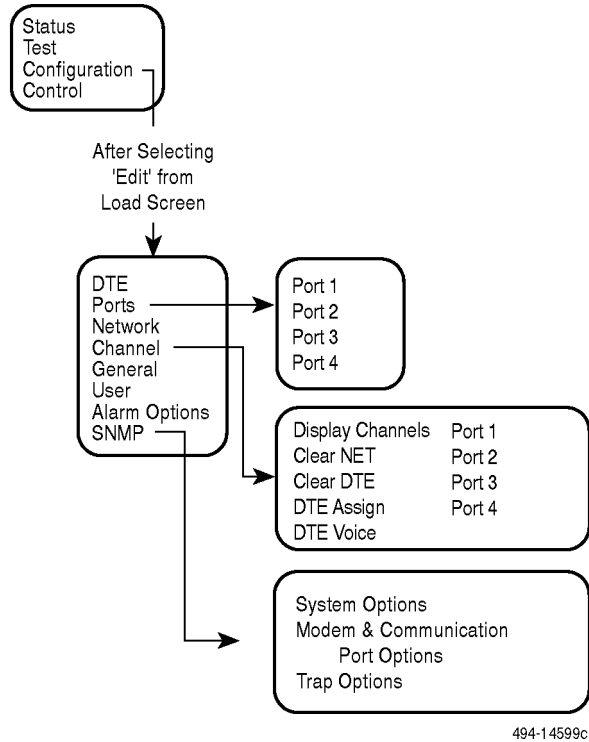 Status
Test
Configuration
Control
After Selecting
'Edit' from
Load Screen
DTE
Ports
Network
Channel
General
User
Alarm Options
SNMP
Port 1
Port 2
Port 3
Port 4
Display Channels Port 1
Clear NET Port 2
Clear DTE Port 3
DTE Assign Port 4
DTE Voice
System Options
Modem & Communication
Port Options
Trap Options
494-14599c